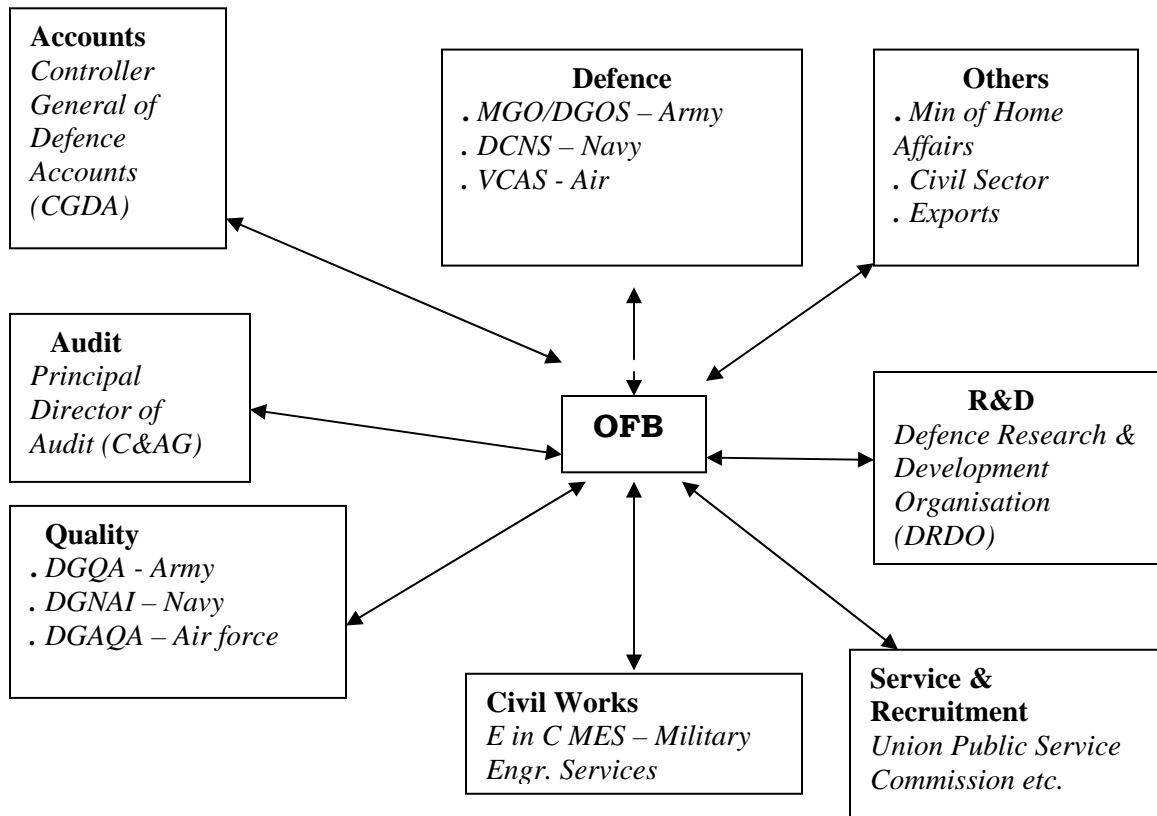 Accounts
Controller
General of
Defence
Accounts
(CGDA)
Defence
. MGO/DGOS – Army
. DCNS – Navy
. VCAS - Air
Others
. Min of Home
Affairs
. Civil Sector
. Exports
Audit
Principal
Director of
Audit (C&AG)
OFB
R&D
Defence Research &
Development
Organisation
(DRDO)
Quality
. DGQA - Army
. DGNAI – Navy
. DGAQA – Air force
Civil Works
E in C MES – Military
Engr. Services
Service &
Recruitment
Union Public Service
Commission etc.